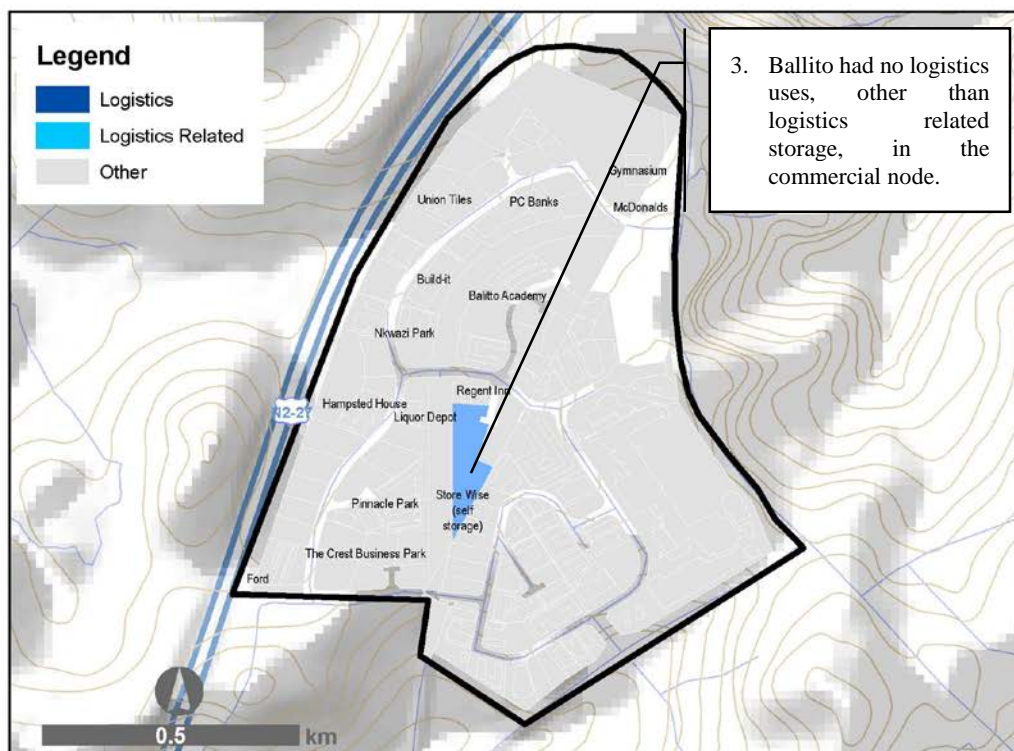 Legend
Logistics
Logistics Related
Other
3. Ballito had no logistics
uses, other than
logistics related
storage, in the
commercial node.
Gymnasium
Union Tiles
PC Banks
McDonalds
Build-it
Balitto Academy
Nkwazi Park
Regent Inn
Hampsted House
N2-27
Liquor Depot
Store Wise
(self
storage)
Pinnacle Park
The Crest Business Park
Ford
0.5 km